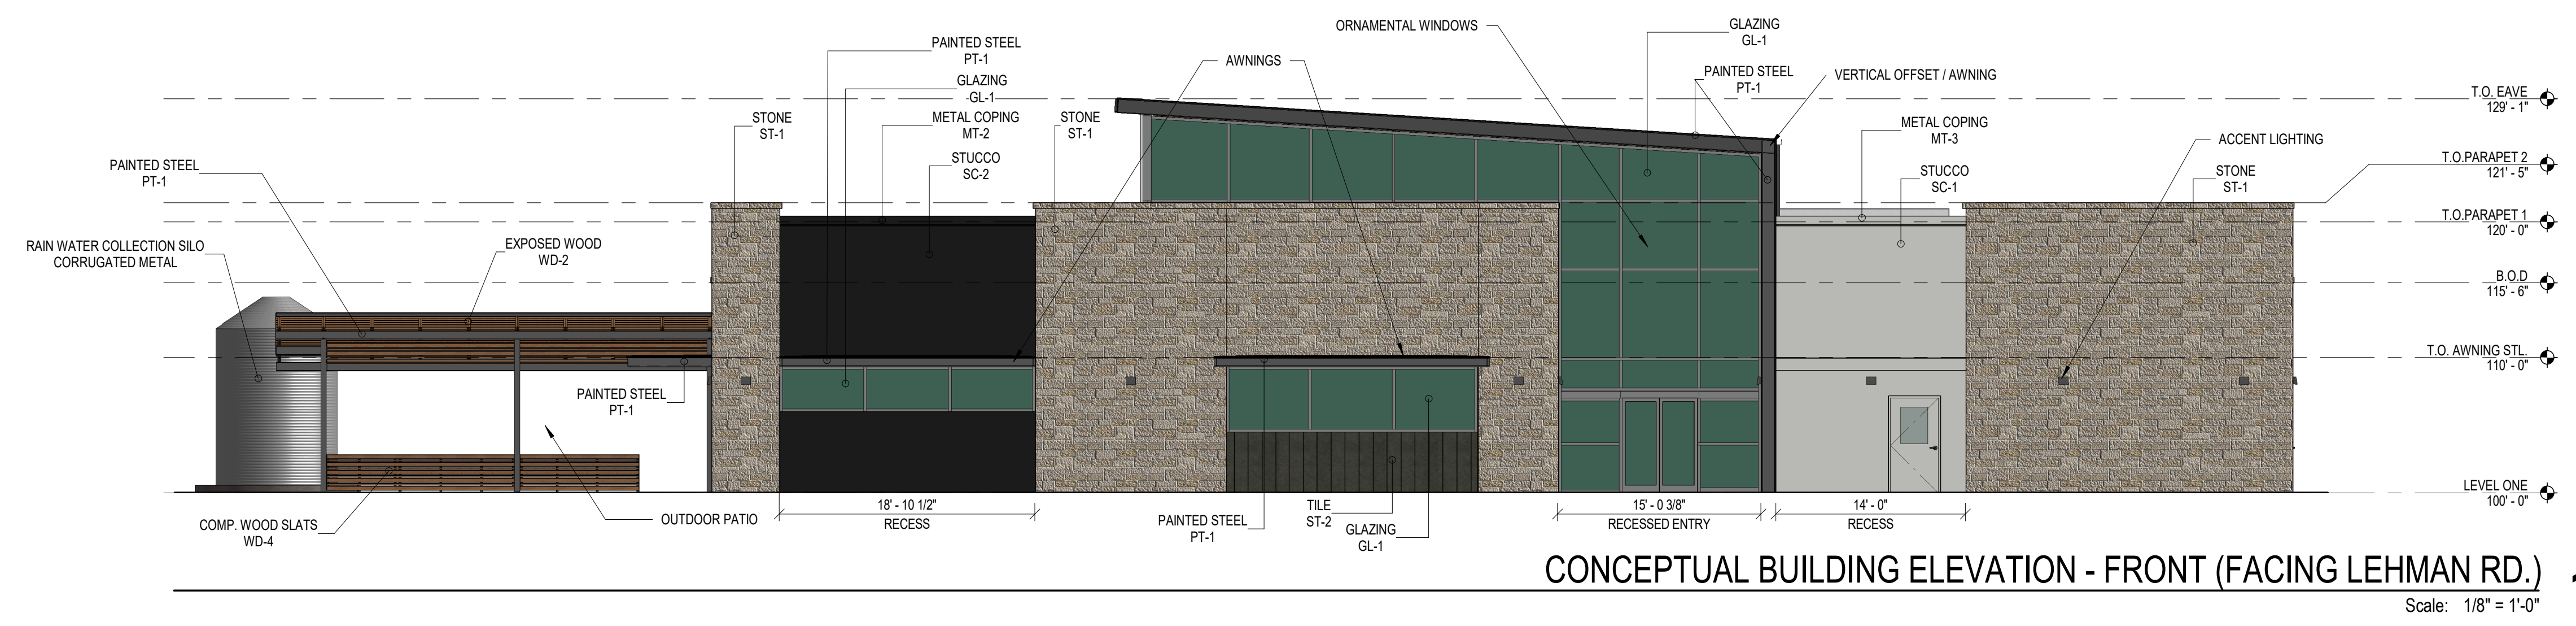 ORNAMENTAL WINDOWS
GLAZING
GL-1
PAINTED STEEL
PT-1
AWNINGS
GLAZING
GL-1
PAINTED STEEL
PT-1
VERTICAL OFFSET / AWNING
T.O. EAVE
129' - 1"
STONE
ST-1
METAL COPING
MT-2
STONE
ST-1
METAL COPING
MT-3
ACCENT LIGHTING
PAINTED STEEL
PT-1
STUCCO
SC-2
STUCCO
SC-1
STONE
ST-1
T.O.PARAPET 2
121' - 5"
T.O.PARAPET 1
120' - 0"
RAIN WATER COLLECTION SILO
CORRUGATED METAL
EXPOSED WOOD
WD-2
B.O.D
115' - 6"
T.O. AWNING STL.
110' - 0"
PAINTED STEEL
PT-1
LEVEL ONE
100' - 0"
18' - 10 1/2"
RECESS
15' - 0 3/8"
RECESSED ENTRY
14' - 0"
RECESS
COMP. WOOD SLATS
WD-4
OUTDOOR PATIO
PAINTED STEEL
PT-1
TILE
ST-2
GLAZING
GL-1
CONCEPTUAL BUILDING ELEVATION - FRONT (FACING LEHMAN RD.)
Scale: 1/8" = 1'-0"